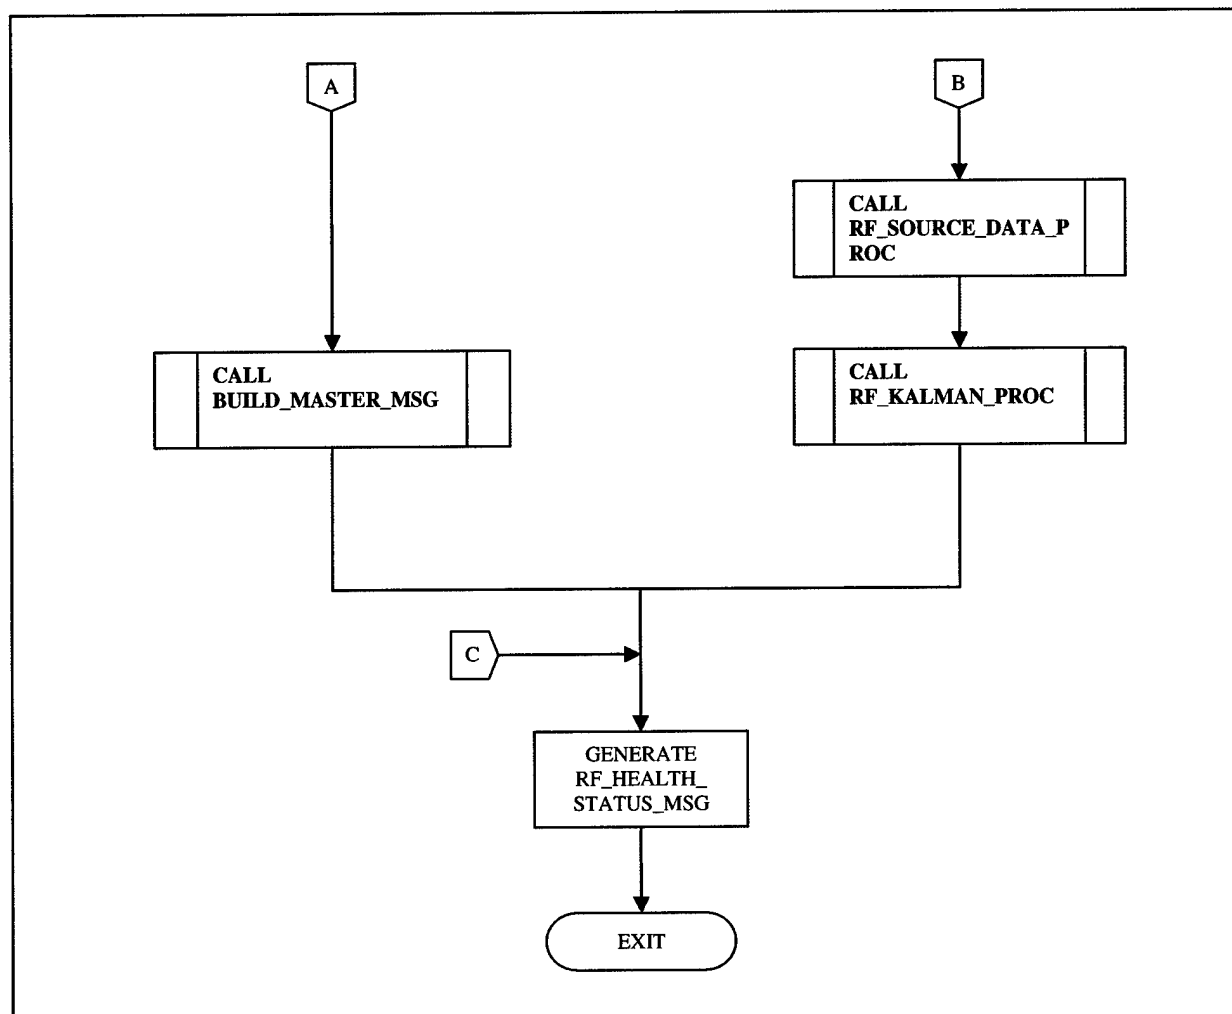 A
B
CALL
RF_SOURCE_DATA_P
ROC
CALL
BUILD_MASTER_MSG
CALL
RF_KALMAN_PROC
C
GENERATE
RF_HEALTH_
STATUS_MSG
EXIT